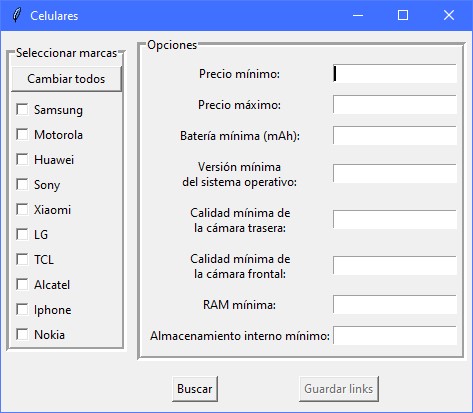 Celulares
Seleccionar marcas
Cambiar todos
Samsung
Motorola
Huawei
Sony
Xiaomi
LG
TCL
Alcatel
Iphone
Nokia
Opciones
Precio mínimo:
Precio máximo:
Batería mínima (mAh):
Versión mínima
del sistema operativo:
Calidad mínima de
la cámara trasera:
Calidad mínima de
la cámara frontal:
RAM mínima:
Almacenamiento interno mínimo:
Buscar
Guardar links